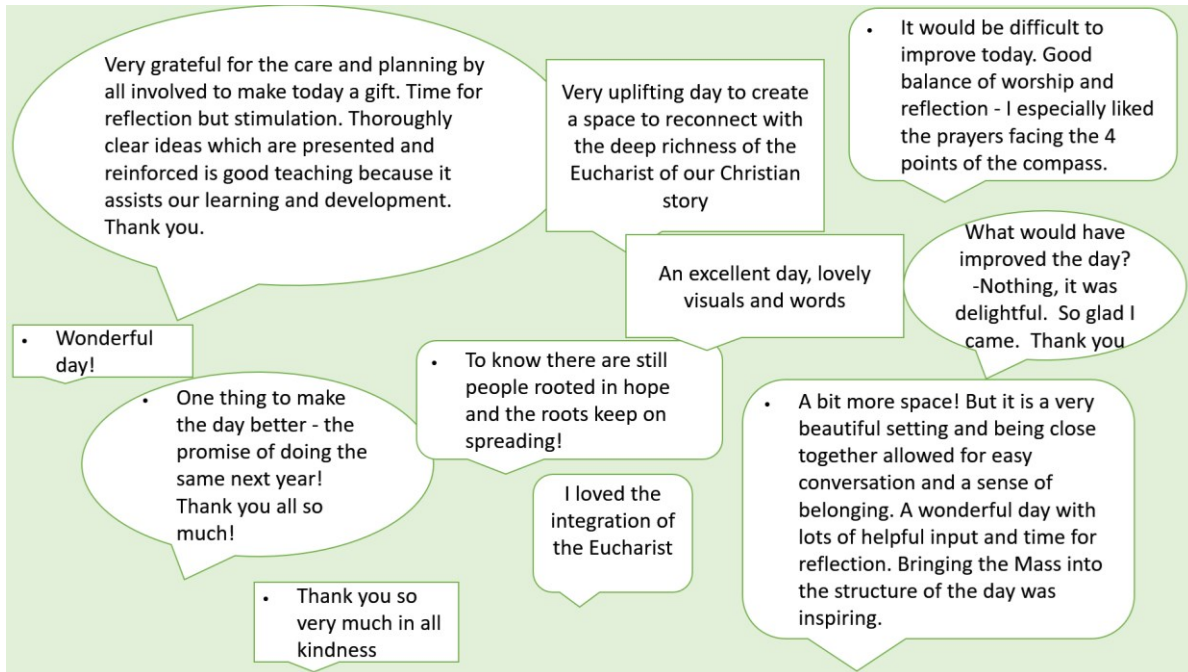 Very grateful for the care and planning by
all involved to make today a gift. Time for
reflection but stimulation. Thoroughly
clear ideas which are presented and
reinforced is good teaching because it
assists our learning and development.
Thank you.
Very uplifting day to create
a space to reconnect with
the deep richness of the
Eucharist of our Christian
story
• It would be difficult to
improve today. Good
balance of worship and
reflection - I especially liked
the prayers facing the 4
points of the compass.
An excellent day, lovely
visuals and words
What would have
improved the day?
-Nothing, it was
delightful.  So glad I
came.  Thank you
• Wonderful
day!
• To know there are still
people rooted in hope
and the roots keep on
spreading!
• One thing to make
the day better - the
promise of doing the
same next year!
Thank you all so
much!
• A bit more space! But it is a very
beautiful setting and being close
together allowed for easy
conversation and a sense of
belonging. A wonderful day with
lots of helpful input and time for
reflection. Bringing the Mass into
the structure of the day was
inspiring.
I loved the
integration of
the Eucharist
• Thank you so
very much in all
kindness